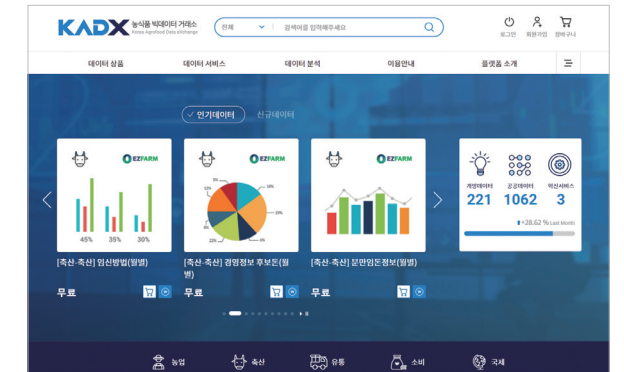 KADX 농식품 빅데이터 거래소
Korea Agrofood Data eXchange
전체
검색어를 입력해주세요
로그인 회원가입 장바구니
데이터 상품 데이터 서비스 데이터 분석 이용안내 플랫폼 소개
인기데이터 신규데이터
EZFARM
45% 35% 30%
[축산-축산] 임신방법(월별)
무료
EZFARM
[축산-축산] 경영정보 후보돈(월
별)
무료
EZFARM
[축산-축산] 분만임돈정보(월별)
무료
개방데이터 공공데이터 혁신서비스
221 1062 3
+28.62 % Last Month
농업 축산 유통 소비 국제